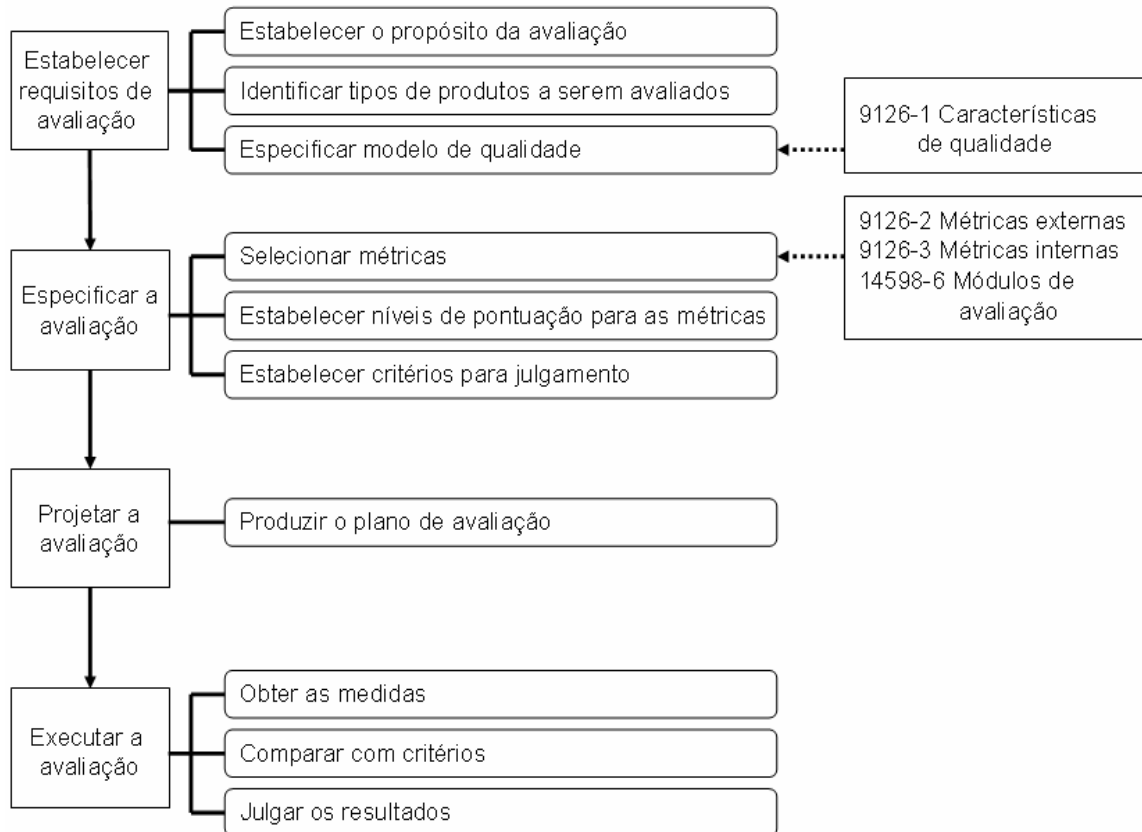 Estabelecer
requisitos de
avaliação
Estabelecer o propósito da avaliação
Identificar tipos de produtos a serem avaliados
Especificar modelo de qualidade
9126-1 Características
de qualidade
Especificar a
avaliação
Selecionar métricas
Estabelecer níveis de pontuação para as métricas
Estabelecer critérios para julgamento
9126-2 Métricas externas
9126-3 Métricas internas
14598-6 Módulos de
avaliação
Projetar a
avaliação
Produzir o plano de avaliação
Executar a
avaliação
Obter as medidas
Comparar com critérios
Julgar os resultados